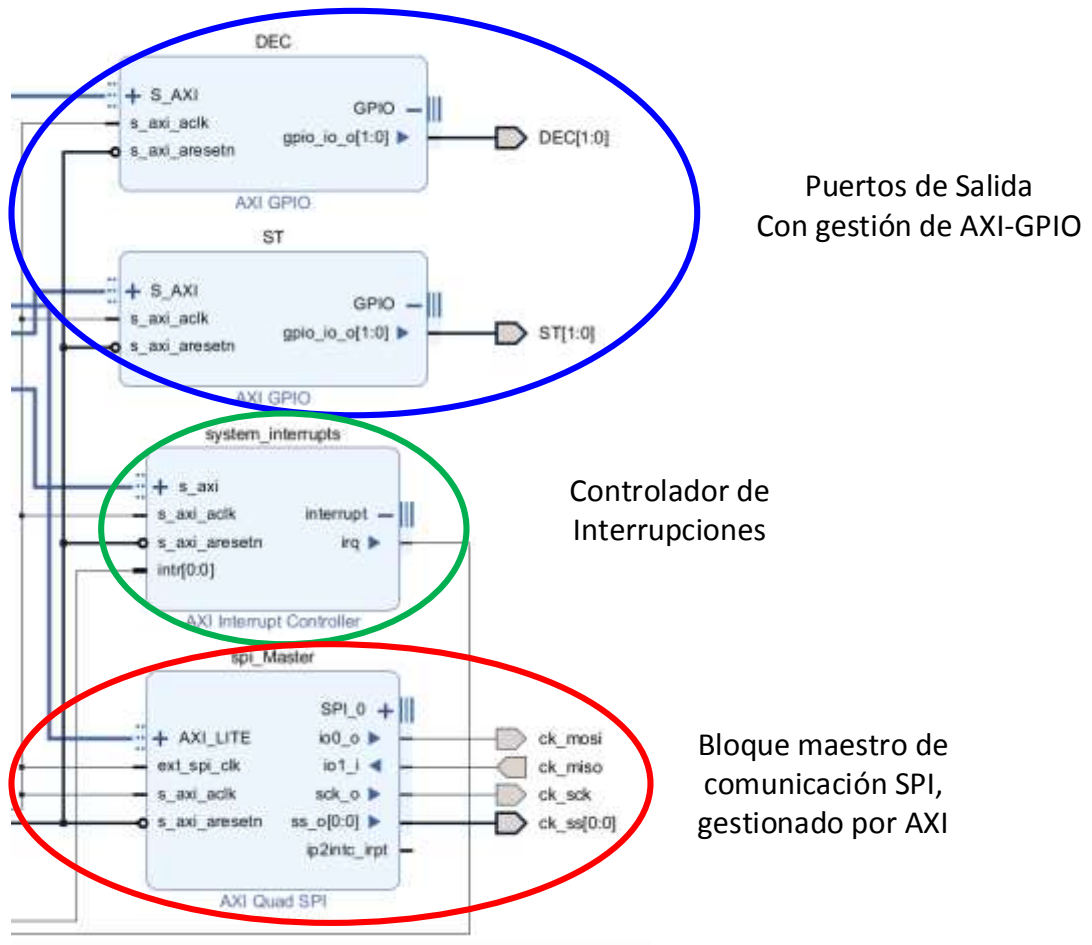 DEC
S_AXI
s_axi_aclk
s_axi_aresetn
GPIO
gpio_io_o[1:0]
AXI GPIO
DEC[1:0]
Puertos de Salida
Con gestión de AXI-GPIO
ST
S_AXI
s_axi_aclk
s_axi_aresetn
GPIO
gpio_io_o[1:0]
AXI GPIO
ST[1:0]
system_interrupts
s_axi
s_axi_aclk
s_axi_aresetn
intr[0:0]
interrupt
irq
AXI Interrupt Controller
Controlador de
Interrupciones
spi_Master
AXI_LITE
ext_spi_clk
s_axi_aclk
s_axi_aresetn
SPI_0
io0_o
io1_i
sck_o
ss_o[0:0]
ip2intc_irpt
AXI Quad SPI
ck_mosi
ck_miso
ck_sck
ck_ss[0:0]
Bloque maestro de
comunicación SPI,
gestionado por AXI